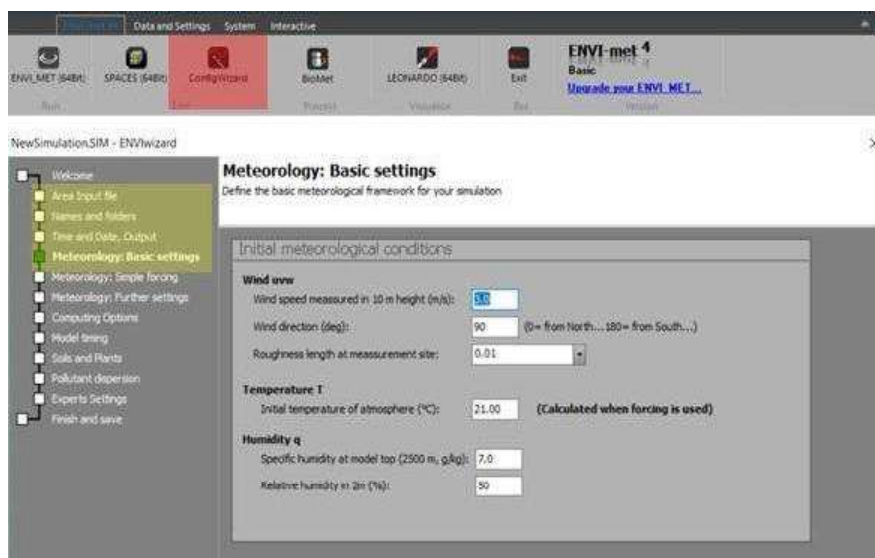 Data and Settings System Interactive
ENVI_MET (64Bit) SPACES (64Bit) ConfigWizard BioMet LEONARDO (64Bit) Exit
ENVI-met 4
Basic
Upgrade your ENVI_MET...
Run Process Visualize Version
NewSimulation.SIM - ENVIwizard
Welcome
Area Input file
Names and folders
Time and Date, Output
Meteorology: Basic settings
Meteorology: Simple forcing
Meteorology: Further settings
Computing Options
Model timing
Soils and Plants
Pollutant dispersion
Experts Settings
Finish and save
Meteorology: Basic settings
Define the basic meteorological framework for your simulation
Initial meteorological conditions
Wind uvw
Wind speed meassured in 10 m height (m/s): 3.0
Wind direction (deg): 90 (0= from North...180= from South...)
Roughness length at meassurement site: 0.01
Temperature T
Initial temperature of atmosphere (°C): 21.00 (Calculated when forcing is used)
Humidity q
Specific humidity at model top (2500 m, g/kg): 7.0
Relative humidity in 2m (%): 50